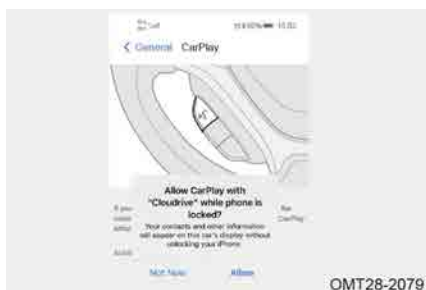 General CarPlay
Allow CarPlay with
"Cloudrive" while phone is
locked?
Your contacts and other information
will appear on this car's display without
unlocking your iPhone.
Not Now Allow
OMT28-2079